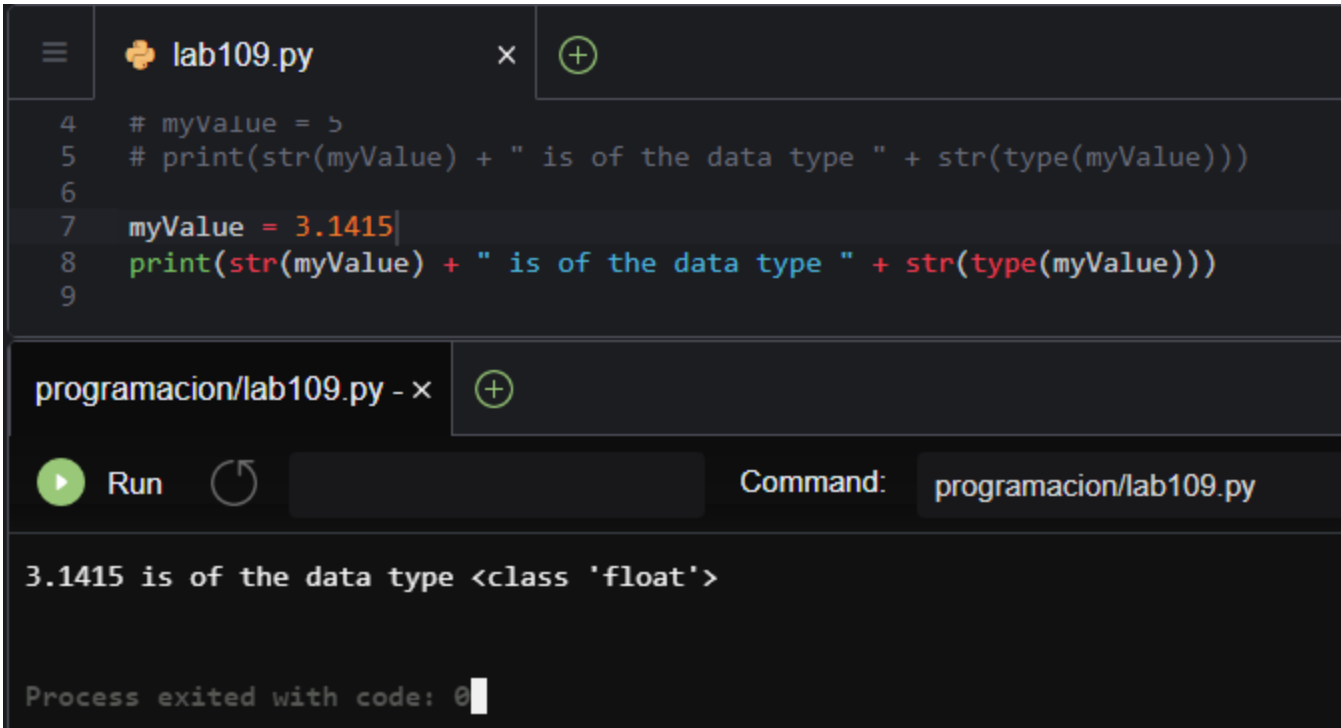 lab109.py ×
4 # myValue = 5
5 # print(str(myValue) + " is of the data type " + str(type(myValue)))
6
7 myValue = 3.1415
8 print(str(myValue) + " is of the data type " + str(type(myValue)))
9
programacion/lab109.py - ×
Run Command: programacion/lab109.py
3.1415 is of the data type <class 'float'>
Process exited with code: 0